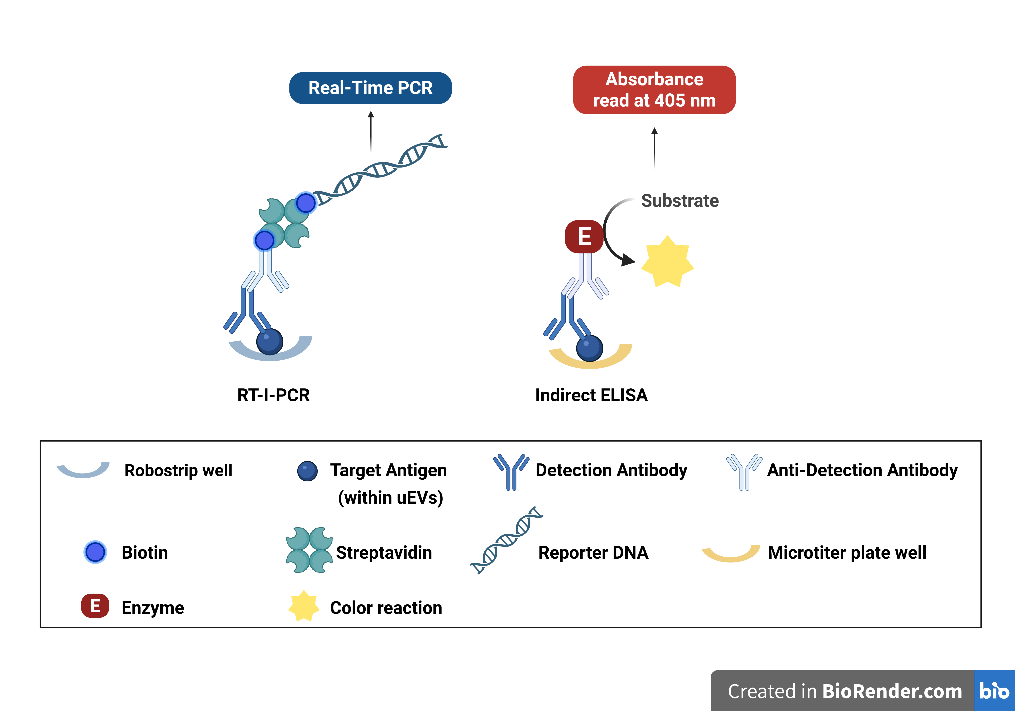 Real-Time PCR
Absorbance
read at 405 nm
Substrate
E
RT-I-PCR
Indirect ELISA
Robostrip well
Target Antigen
(within uEVs)
Detection Antibody
Anti-Detection Antibody
Biotin
Streptavidin
Reporter DNA
Microtiter plate well
E
Enzyme
Color reaction
Created in BioRender.com
bio